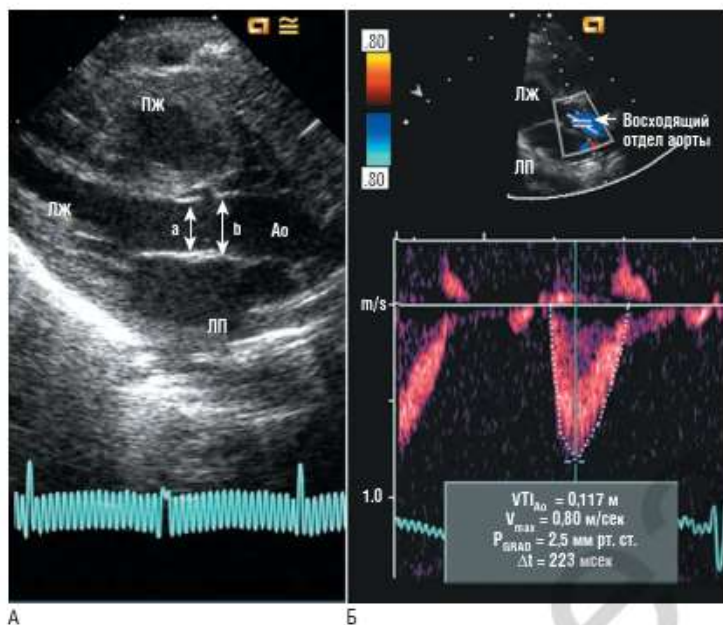 ПЖ
ЛЖ
a
b
Ао
ЛП
А
.80
.80
ЛЖ
ЛП
Восходящий
отдел аорты
m/s
1.0
VTIAo = 0,117 м
Vmax = 0,80 м/сек
PGRAD = 2,5 мм рт. ст.
Δt = 223 мсек
Б